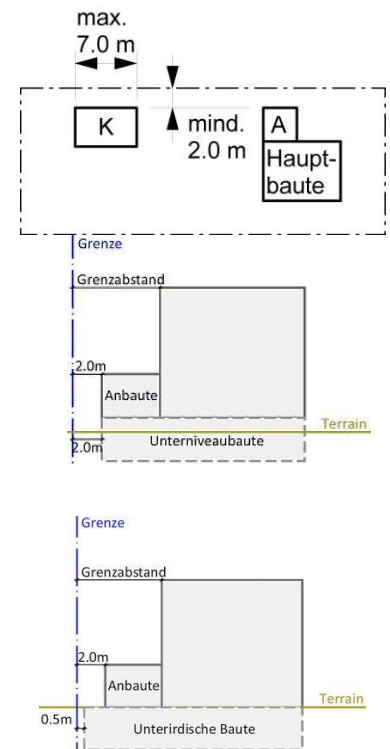 max.
7.0 m
K
mind.
2.0 m
A
Haupt-
baute
Grenze
Grenzabstand
2.0m
Anbaute
Terrain
Unterniveaubaute
2.0m
Grenze
Grenzabstand
2.0m
Anbaute
Terrain
0.5m
Unterirdische Baute